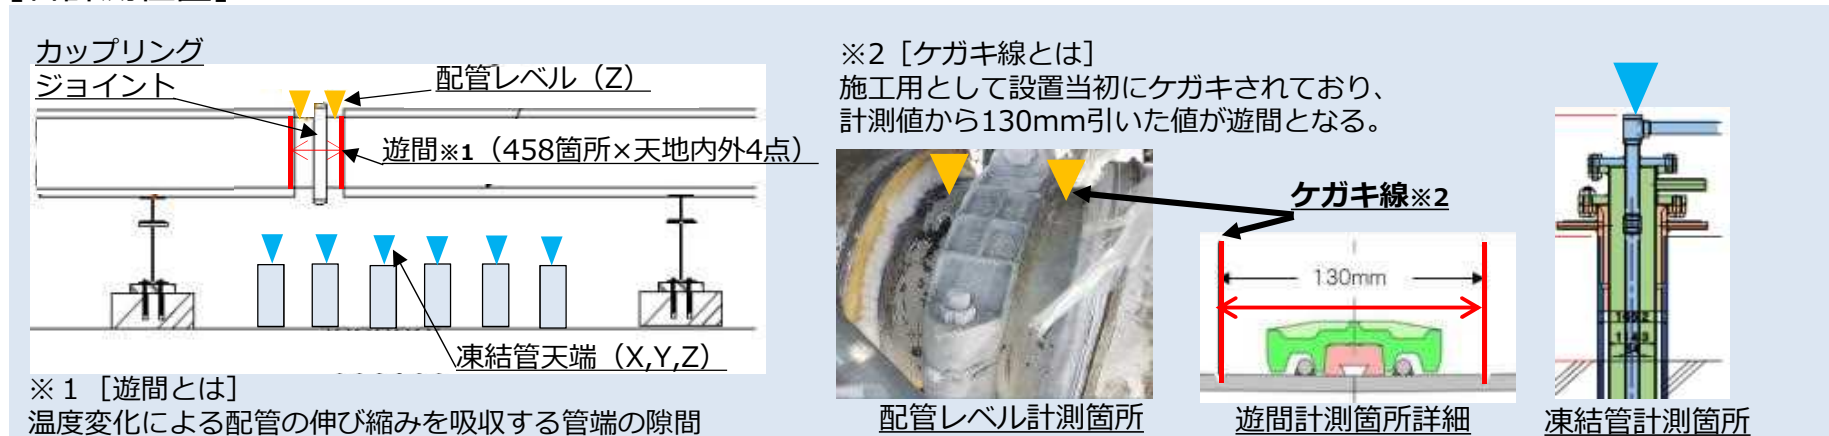 カップリング
ジョイント
配管レベル（Z）
遊間※1（458箇所×天地内外4点）
凍結管天端（X,Y,Z）
※１［遊間とは］
温度変化による配管の伸び縮みを吸収する管端の隙間
※2［ケガキ線とは］
施工用として設置当初にケガキされており、
計測値から130mm引いた値が遊間となる。
ケガキ線※2
130mm
配管レベル計測箇所
遊間計測箇所詳細
凍結管計測箇所